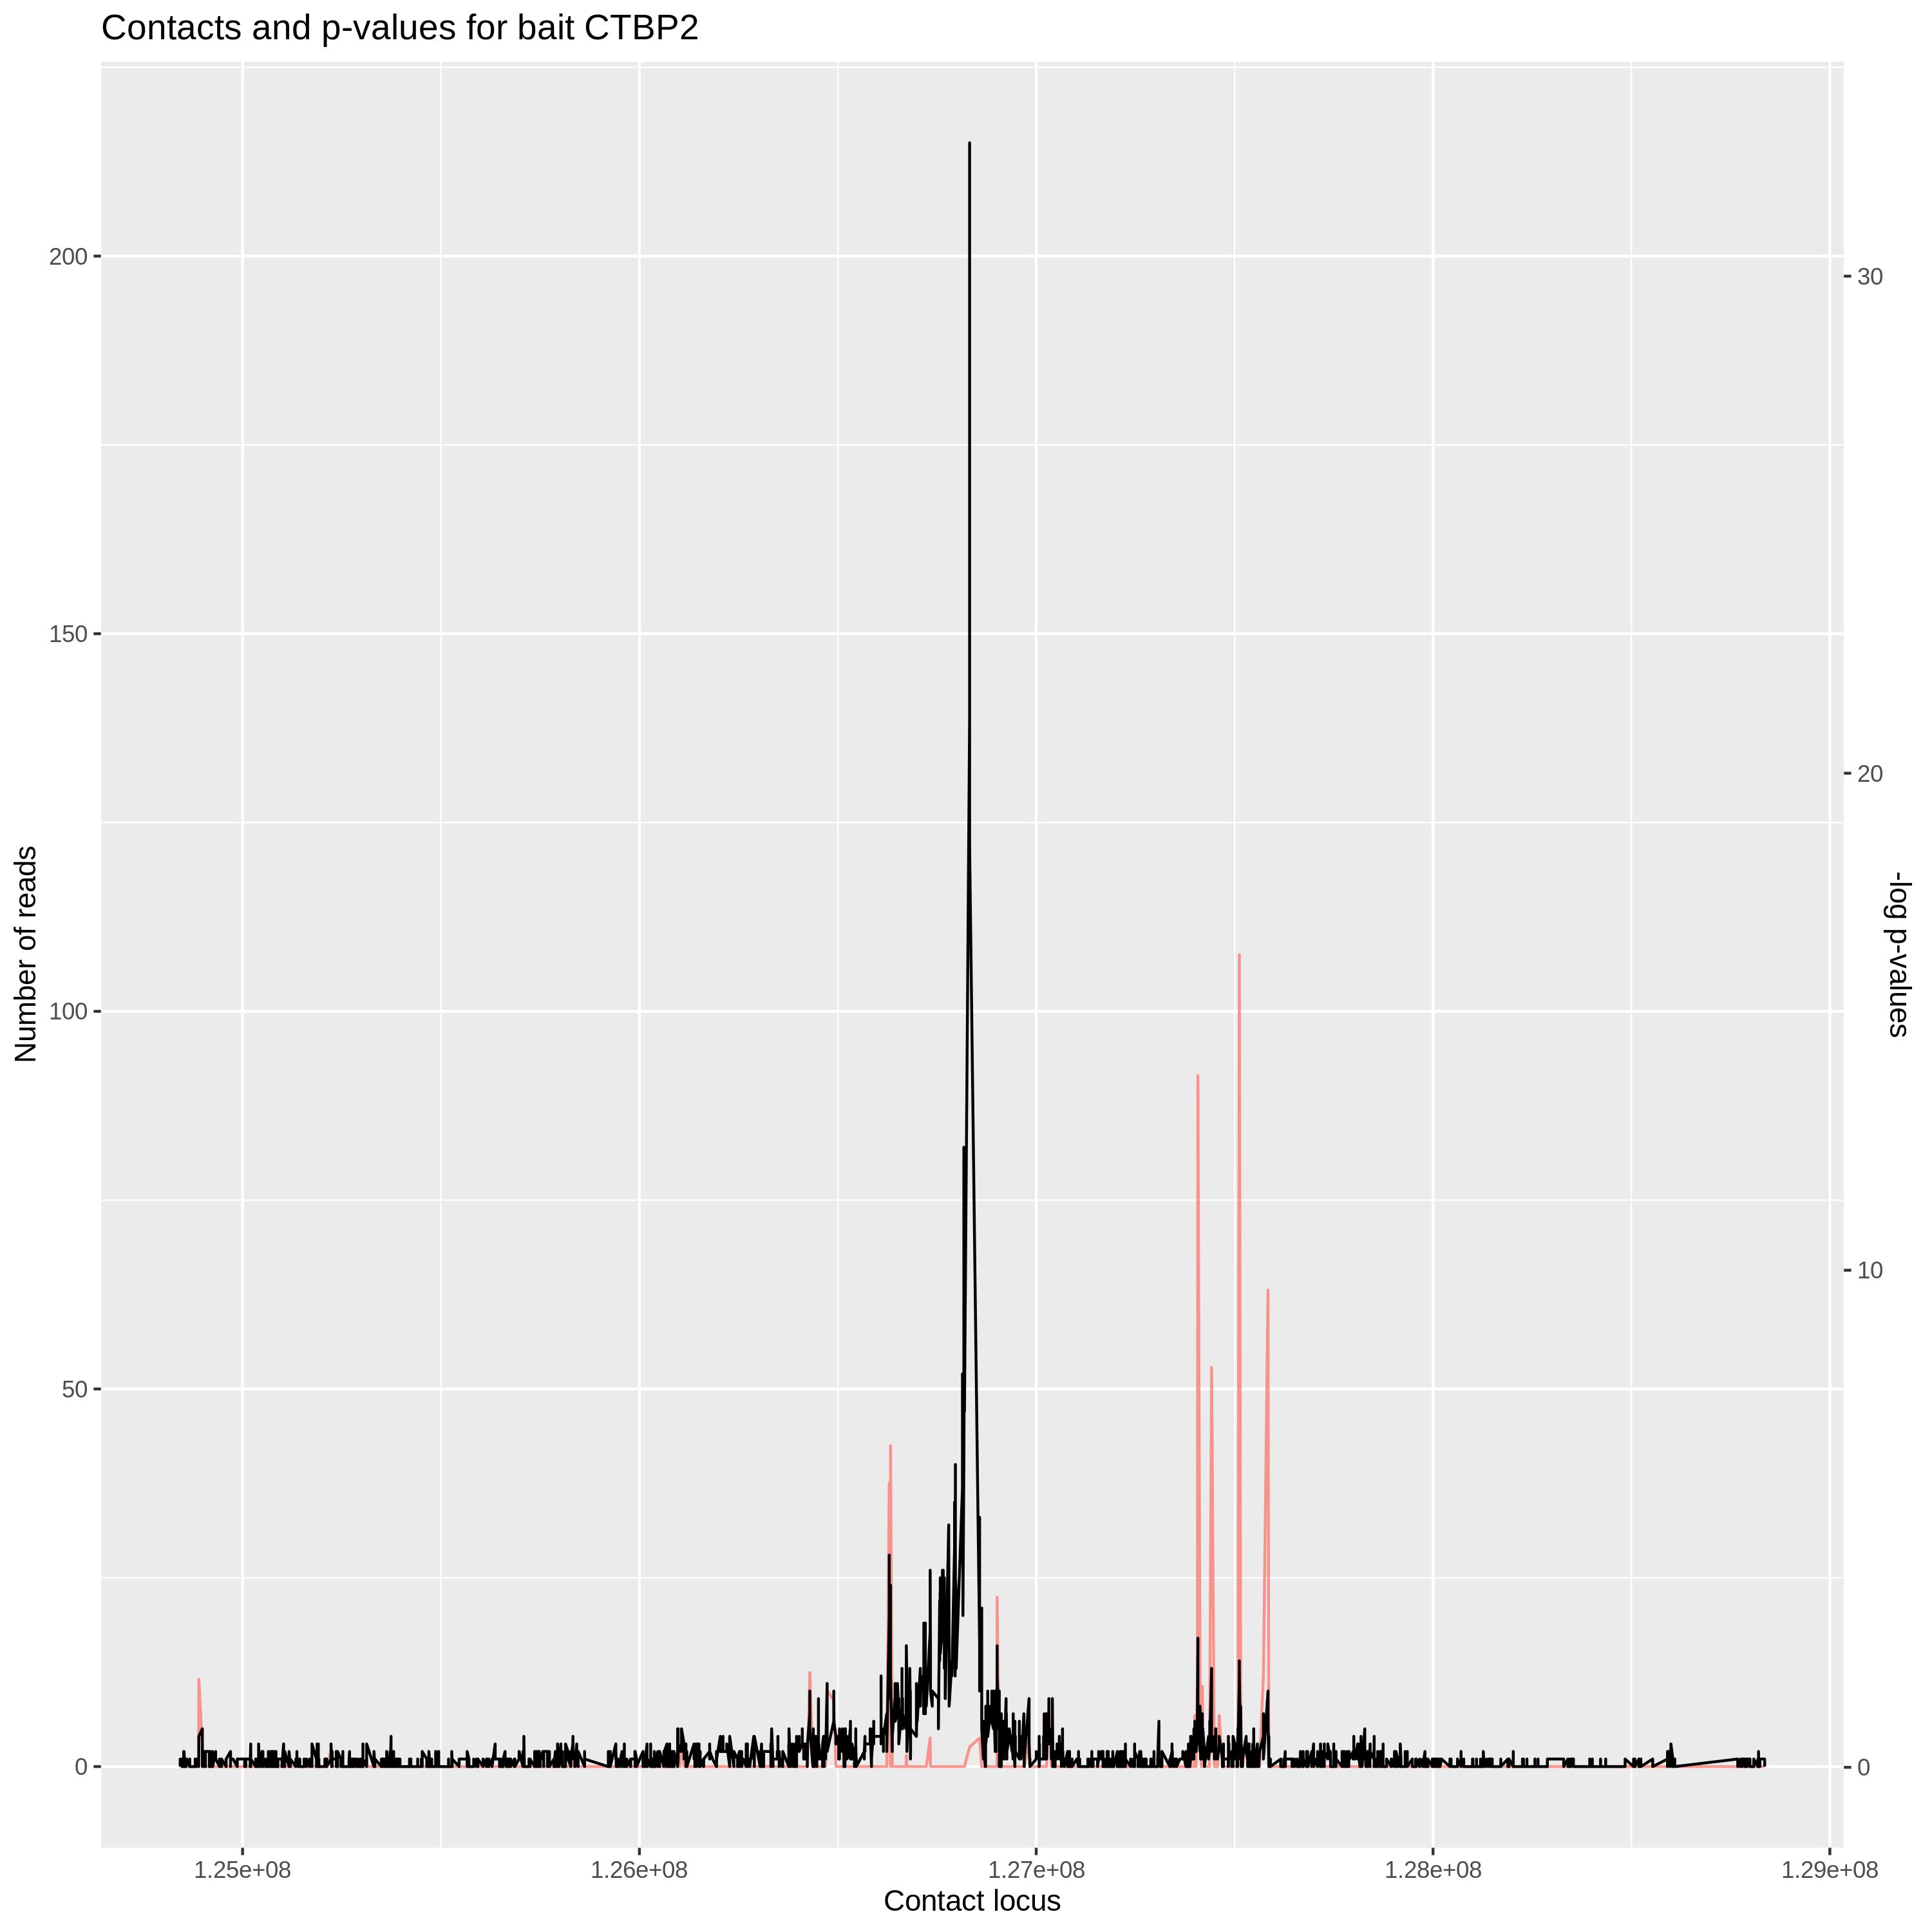 Contacts and p-values for bait CTBP2
Number of reads
200
150
100
50
0
30
20
10
0
-log p-values
1.25e+08
1.26e+08
1.27e+08
1.28e+08
1.29e+08
Contact locus